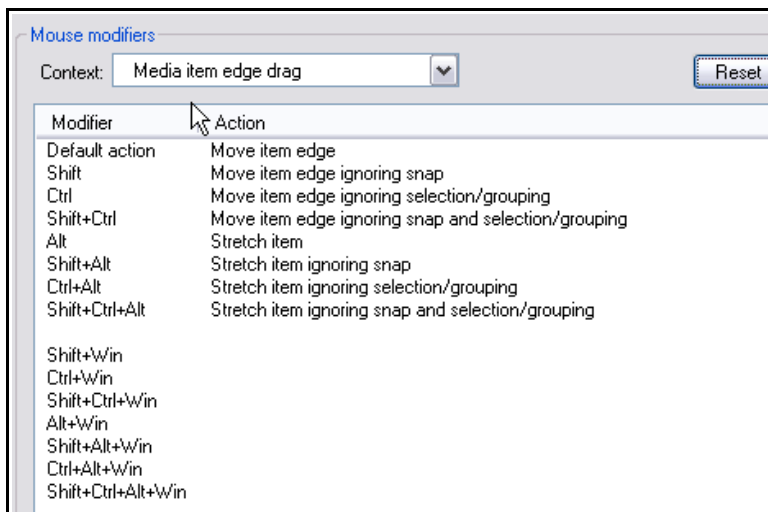 Mouse modifiers
Context: Media item edge drag Reset
Modifier Action
Default action Move item edge
Shift Move item edge ignoring snap
Ctrl Move item edge ignoring selection/grouping
Shift+Ctrl Move item edge ignoring snap and selection/grouping
Alt Stretch item
Shift+Alt Stretch item ignoring snap
Ctrl+Alt Stretch item ignoring selection/grouping
Shift+Ctrl+Alt Stretch item ignoring snap and selection/grouping
Shift+Win
Ctrl+Win
Shift+Ctrl+Win
Alt+Win
Shift+Alt+Win
Ctrl+Alt+Win
Shift+Ctrl+Alt+Win